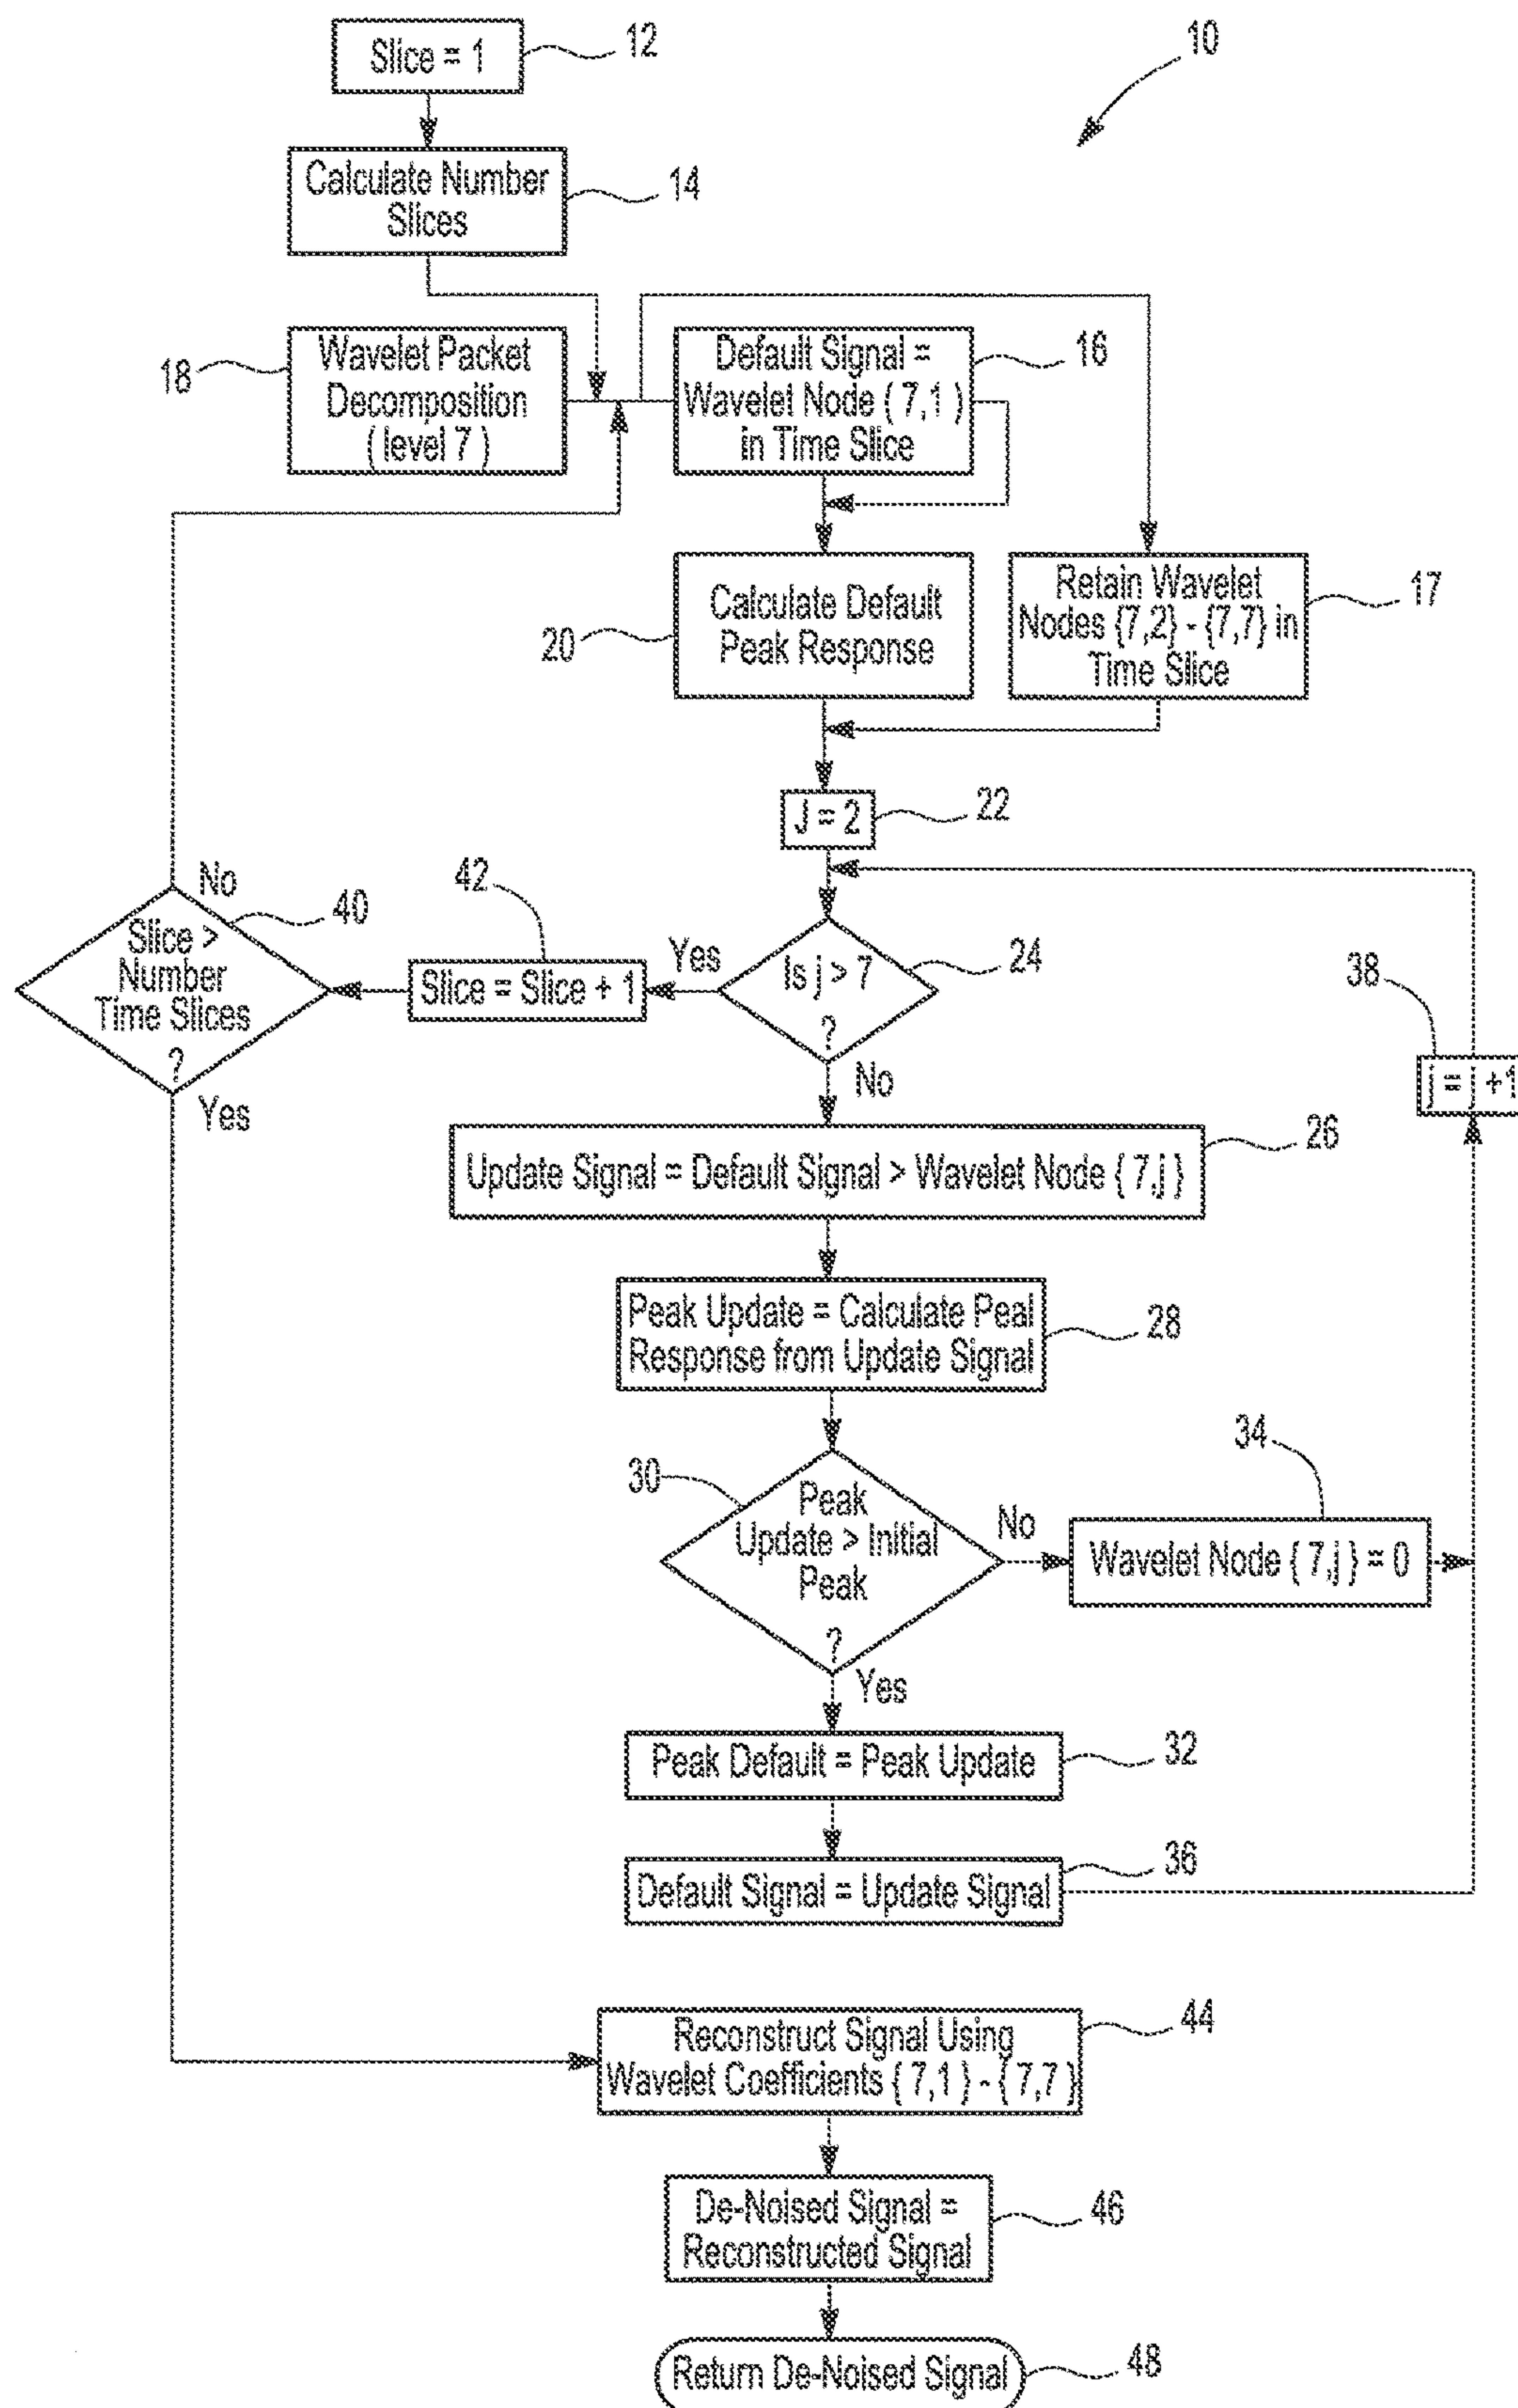 Slice = 1
12
10
Calculate Number
Slices
14
18
Wavelet Packet
Decomposition
( level 7 )
Default Signal =
Wavelet Node ( 7,1 )
in Time Slice
16
20
Calculate Default
Peak Response
Retain Wavelet
Nodes {7,2} - {7,7} in
Time Slice
17
J = 2
22
No
40
Slice >
Number
Time Slices
?
Yes
42
Slice = Slice + 1
Yes
Is j > 7
?
24
No
38
j = j +1
Update Signal = Default Signal > Wavelet Node { 7,j }
26
Peak Update = Calculate Peal
Response from Update Signal
28
30
Peak
Update > Initial
Peak
?
No
34
Wavelet Node { 7,j } = 0
Yes
Peak Default = Peak Update
32
Default Signal = Update Signal
36
Reconstruct Signal Using
Wavelet Coefficients { 7,1 } - { 7,7 }
44
De-Noised Signal =
Reconstructed Signal
46
Return De-Noised Signal
48